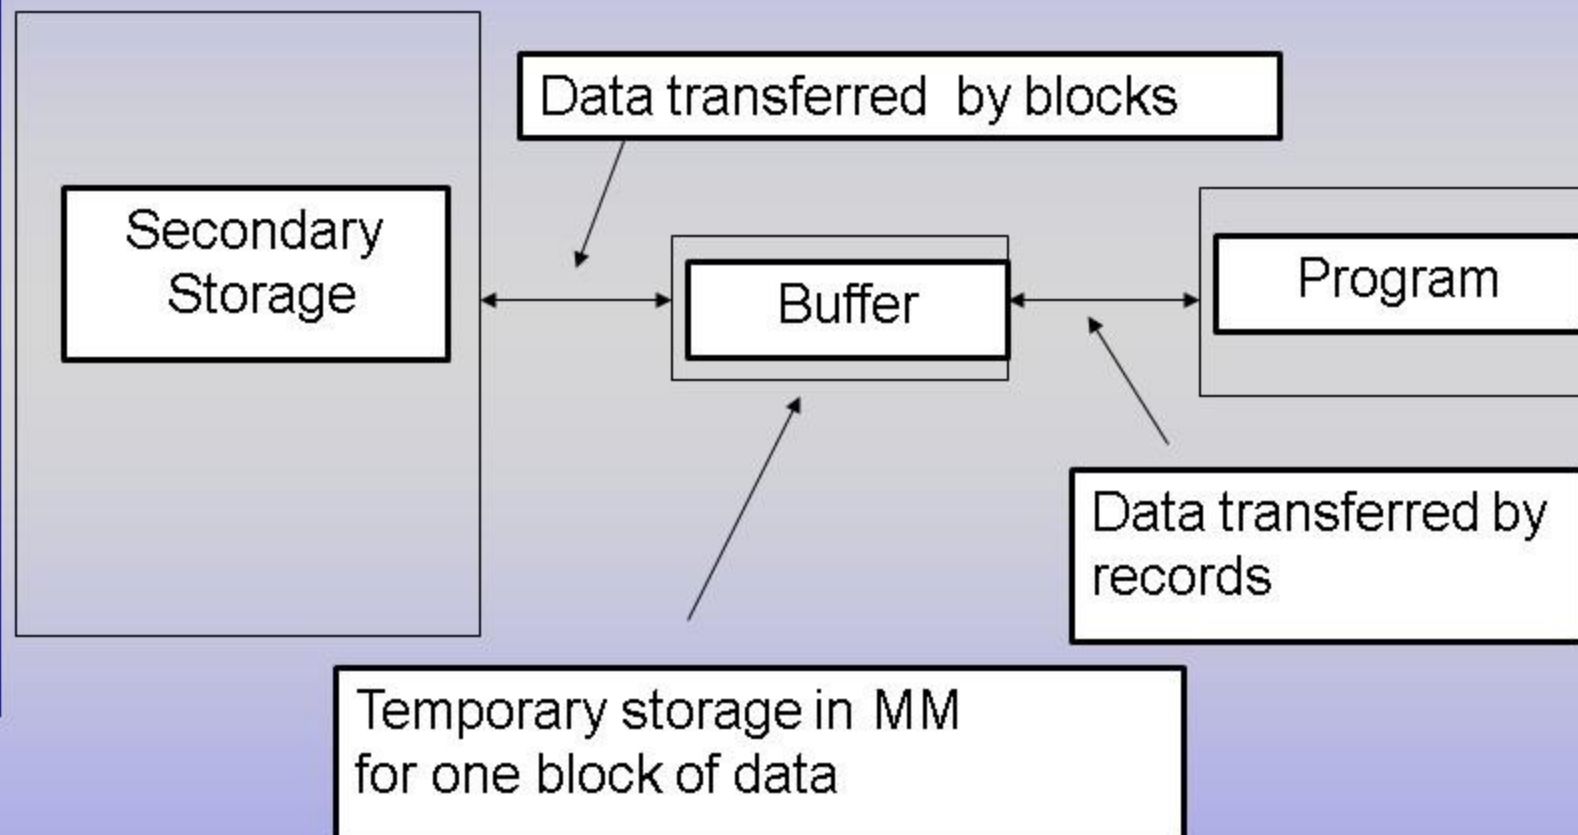 Data transferred by blocks
Secondary
Storage
Buffer
Program
Data transferred by
records
Temporary storage in MM
for one block of data